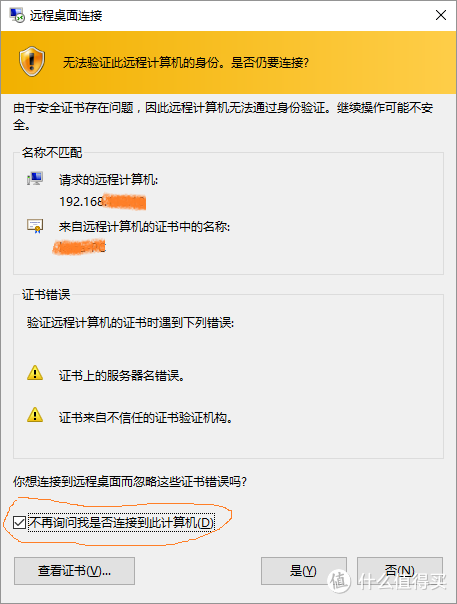 远程桌面连接
无法验证此远程计算机的身份。是否仍要连接?
由于安全证书存在问题，因此远程计算机无法通过身份验证。继续操作可能不安
全。
名称不匹配
请求的远程计算机:
192.168.
来自远程计算机的证书中的名称:
证书错误
验证远程计算机的证书时遇到下列错误:
证书上的服务器名错误。
证书来自不信任的证书验证机构。
你想连接到远程桌面而忽略这些证书错误吗?
不再询问我是否连接到此计算机(D)
查看证书(V)...
是(Y)
否(N)
值 什么值得买